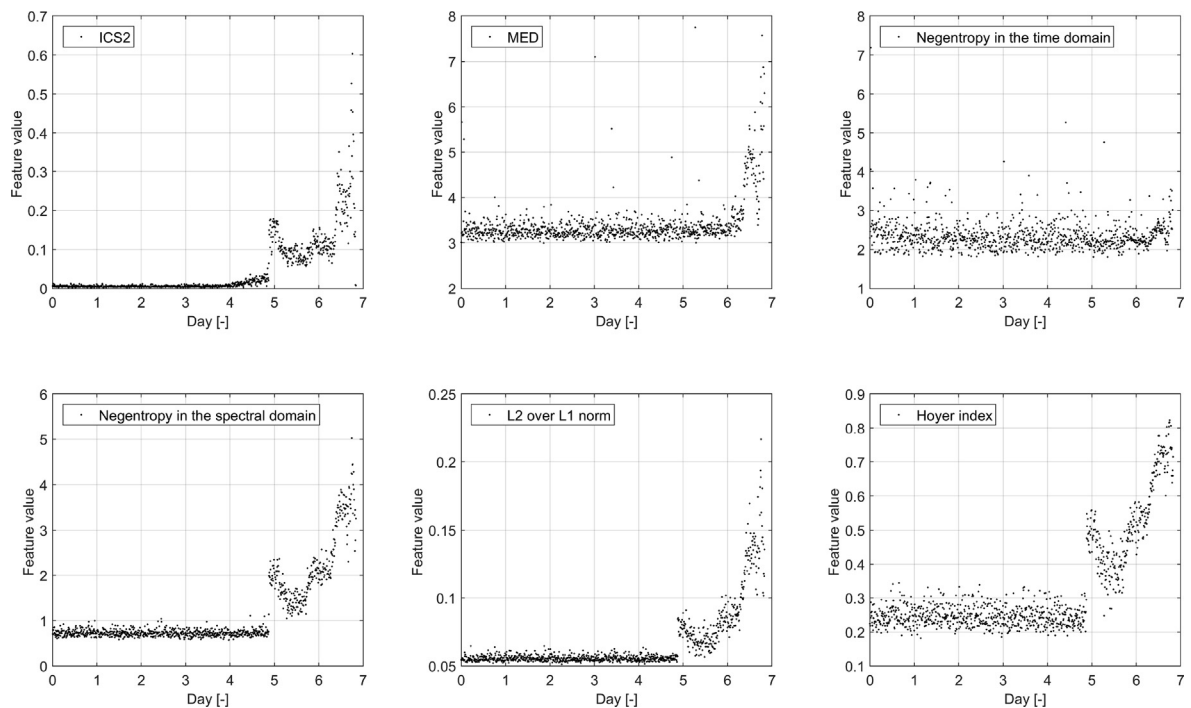 ICS2
0.7
0.6
0.5
0.4
0.3
0.2
0.1
0
Feature value
0 1 2 3 4 5 6 7
Day [-]
MED
8
7
6
5
4
3
2
Feature value
0 1 2 3 4 5 6 7
Day [-]
Negentropy in the time domain
8
7
6
5
4
3
2
1
Feature value
0 1 2 3 4 5 6 7
Day [-]
Negentropy in the spectral domain
6
5
4
3
2
1
0
Feature value
0 1 2 3 4 5 6 7
Day [-]
L2 over L1 norm
0.25
0.2
0.15
0.1
0.05
Feature value
0 1 2 3 4 5 6 7
Day [-]
Hoyer index
0.9
0.8
0.7
0.6
0.5
0.4
0.3
0.2
0.1
Feature value
0 1 2 3 4 5 6 7
Day [-]